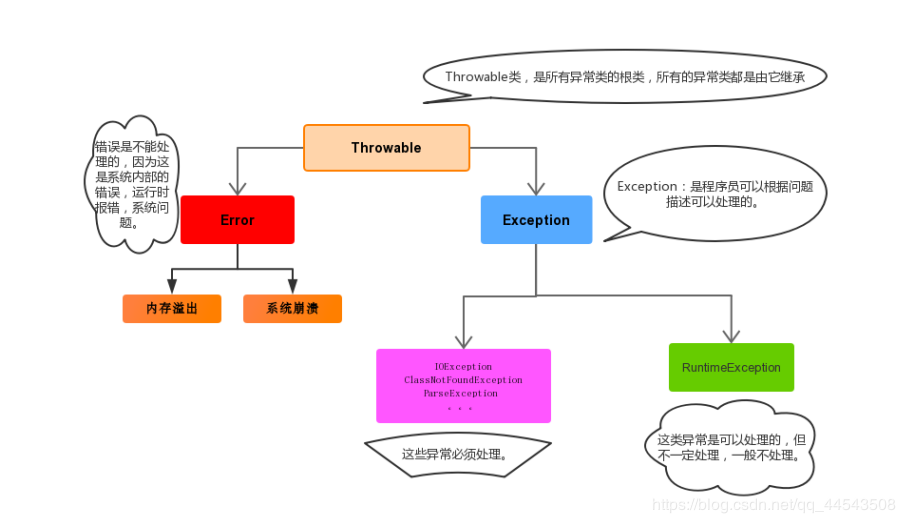 Throwable类，是所有异常类的根类，所有的异常类都是由它继承
Throwable
错误是不能处
理的，因为这
是系统内部的
错误，运行时
报错，系统问
题。
Exception：是程序员可以根据问题
描述可以处理的。
Error
Exception
内存溢出
系统崩溃
IOException
ClassNotFoundException
ParseException
。。。
RuntimeException
这些异常必须处理。
这类异常是可以处理的，但
不一定处理，一般不处理。
https://blog.csdn.net/qq_44543508